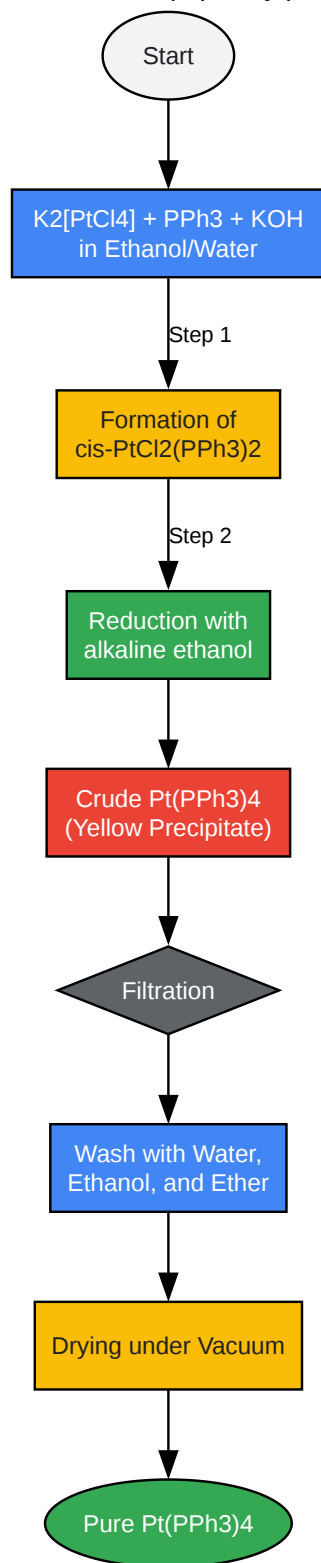 Start
K2[PtCl4] + PPh3 + KOH
in Ethanol/Water
Step 1
Formation of
cis-PtCl2(PPh3)2
Step 2
Reduction with
alkaline ethanol
Crude Pt(PPh3)4
(Yellow Precipitate)
Filtration
Wash with Water,
Ethanol, and Ether
Drying under Vacuum
Pure Pt(PPh3)4